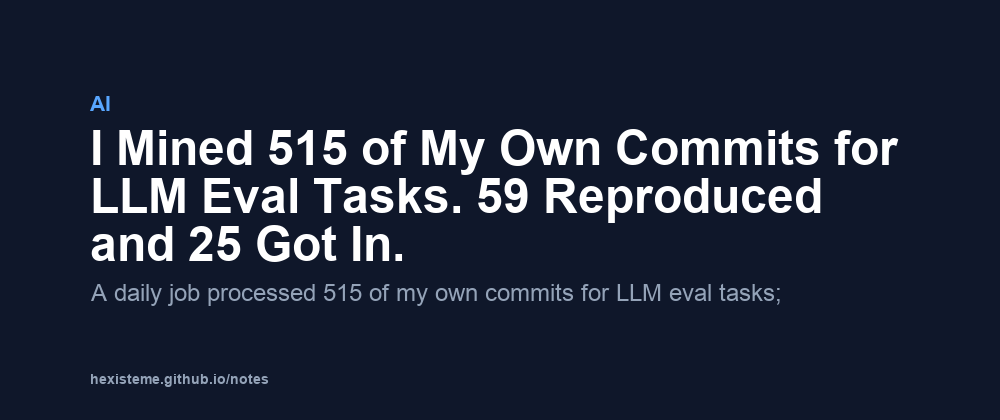 AI
I Mined 515 of My Own Commits for
LLM Eval Tasks. 59 Reproduced
and 25 Got In.
A daily job processed 515 of my own commits for LLM eval tasks;
hexisteme.github.io/notes